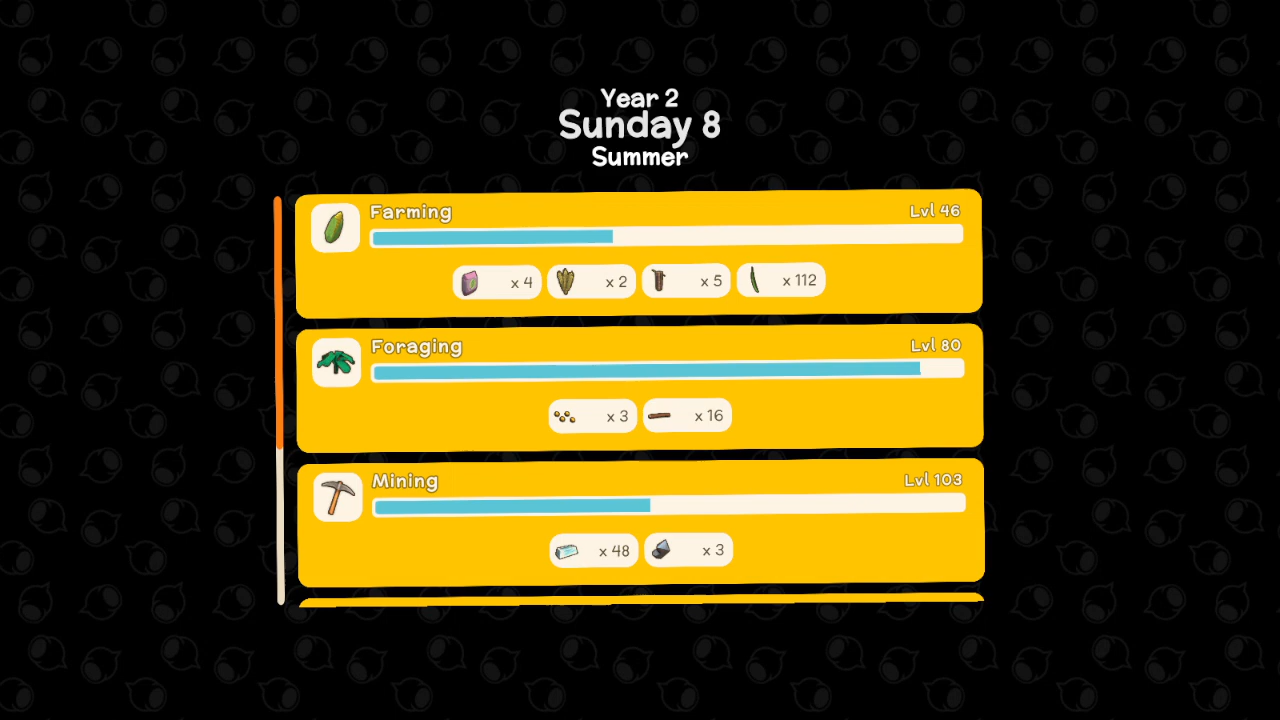 Year 2
Sunday 8
Summer
Farming Lvl 46
x 4 x 2 x 5 x 112
Foraging Lvl 80
x 3 x 16
Mining Lvl 103
x 48 x 3